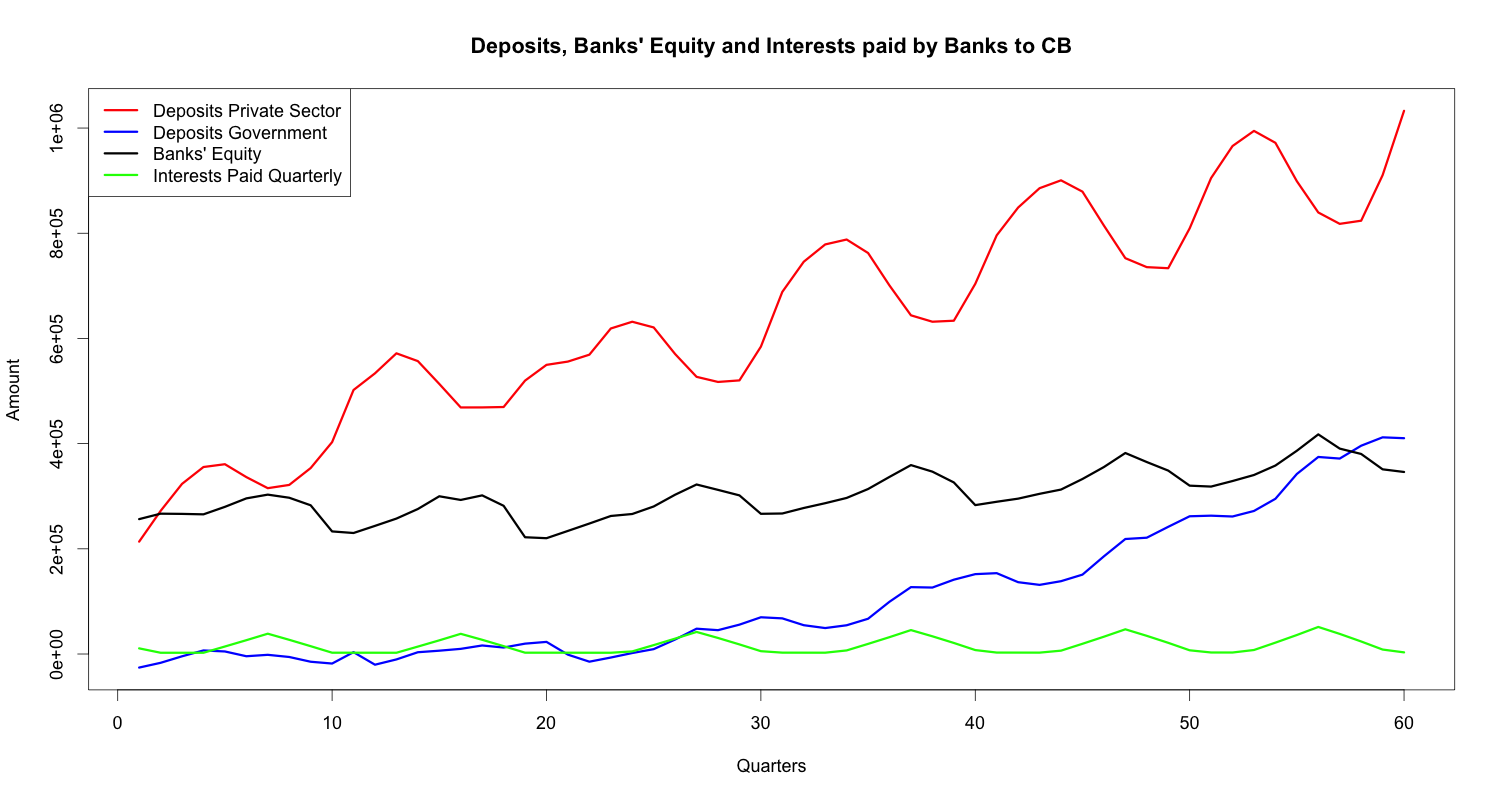 Deposits, Banks' Equity and Interests paid by Banks to CB
Deposits Private Sector
Deposits Government
Banks' Equity
Interests Paid Quarterly
Amount
1e+06
8e+05
6e+05
4e+05
2e+05
0e+00
0 10 20 30 40 50 60
Quarters